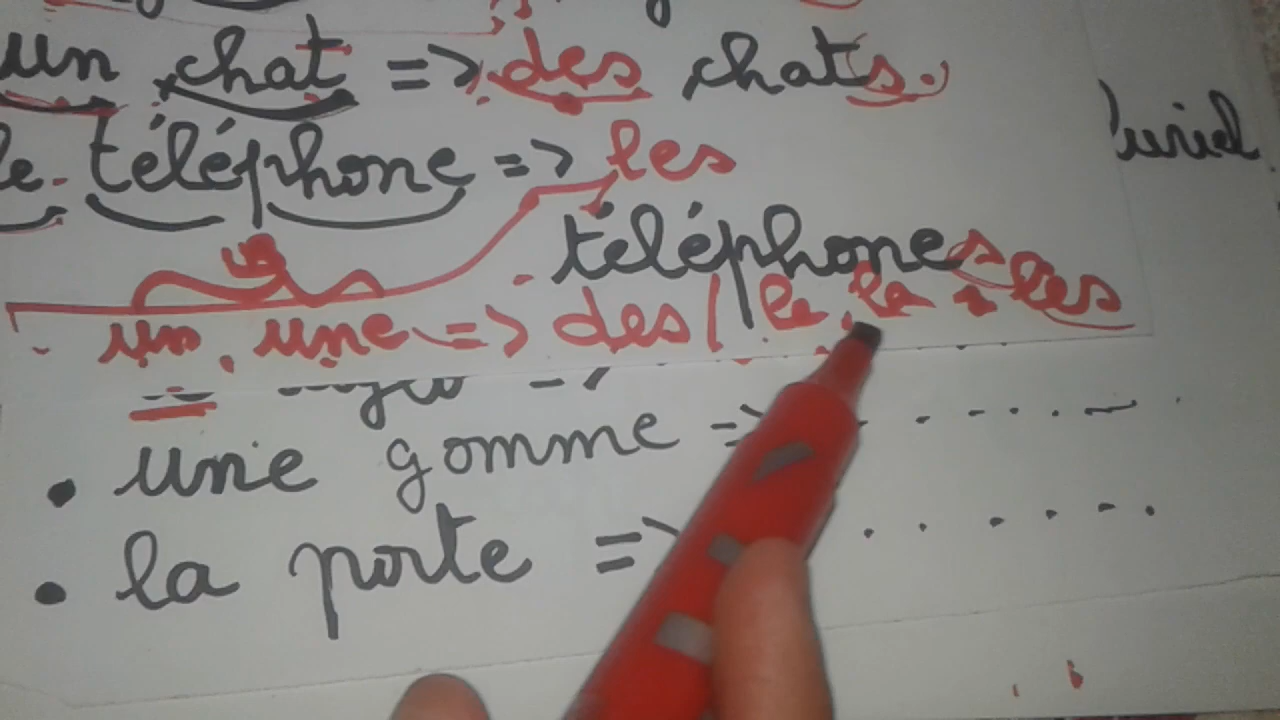 un chat => des chats.
le téléphone => les
téléphones
un, une => des / le, la => les
=>
• une gomme => . . . . .
• la porte => . . . . . .